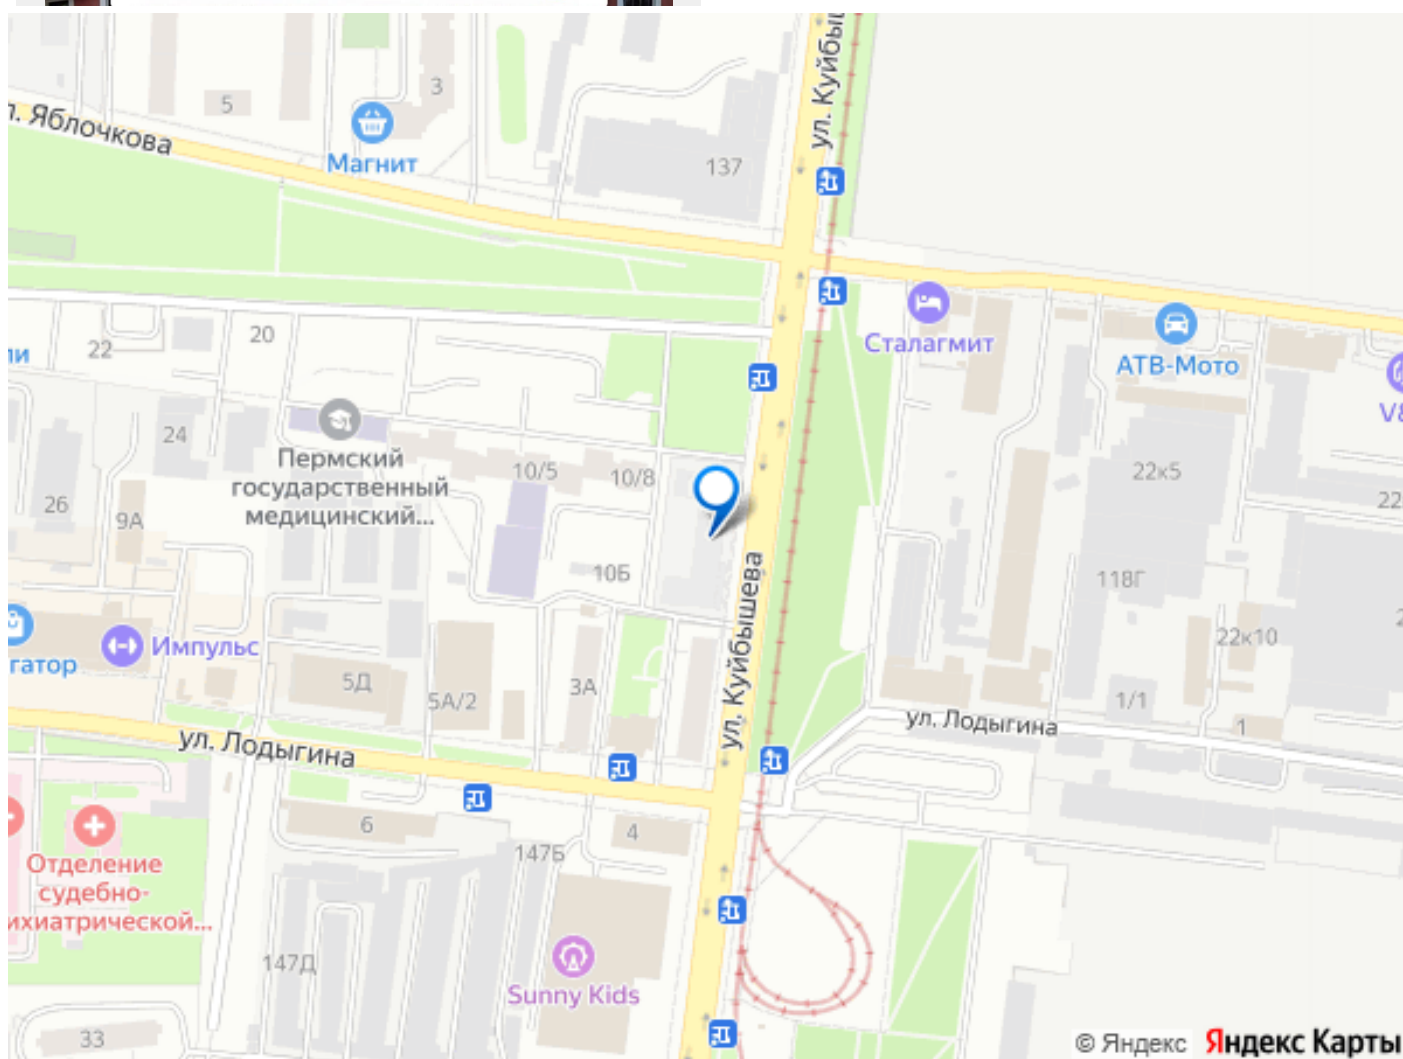 ул. Куйбы
3
5
л. Яблочкова
Магнит
137
Сталагмит
АТВ-Мото
22
20
ли
V&
24
Пермский
государственный
медицинский...
10/5
10/8
22к5
26
9А
22
10Б
118Г
ул. Куйбышева
гатор
Импульс
5Д
5А/2
3А
22к10
2
1/1
1
ул. Лодыгина
ул. Лодыгина
6
4
147Б
Отделение
судебно-
ихиатрической...
147Д
Sunny Kids
33
© Яндекс Яндекс Карты